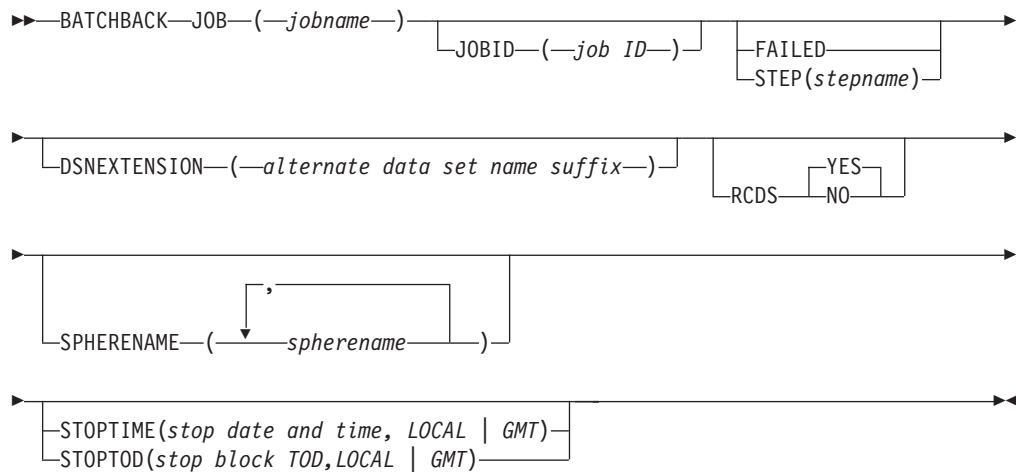 BATCHBACK JOB ( jobname )
JOBID ( job ID )
FAILED
STEP(stepname)
DSNEXTENSION ( alternate data set name suffix )
YES
RCDS NO
,
SPHERENAME ( spherename )
STOPTIME(stop date and time, LOCAL | GMT)
STOPTOD(stop block TOD,LOCAL | GMT)